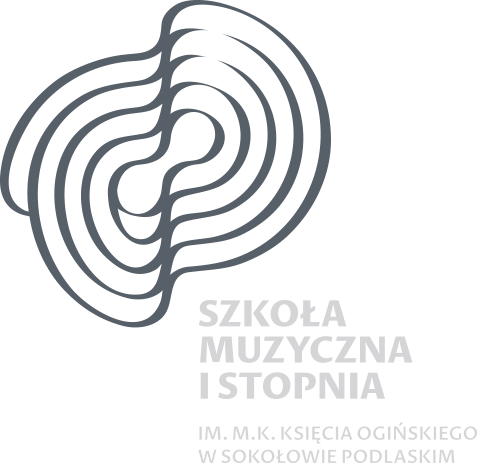 SZKOŁA
MUZYCZNA
I STOPNIA
IM. M.K. KSIĘCIA OGIŃSKIEGO
W SOKOŁOWIE PODLASKIM